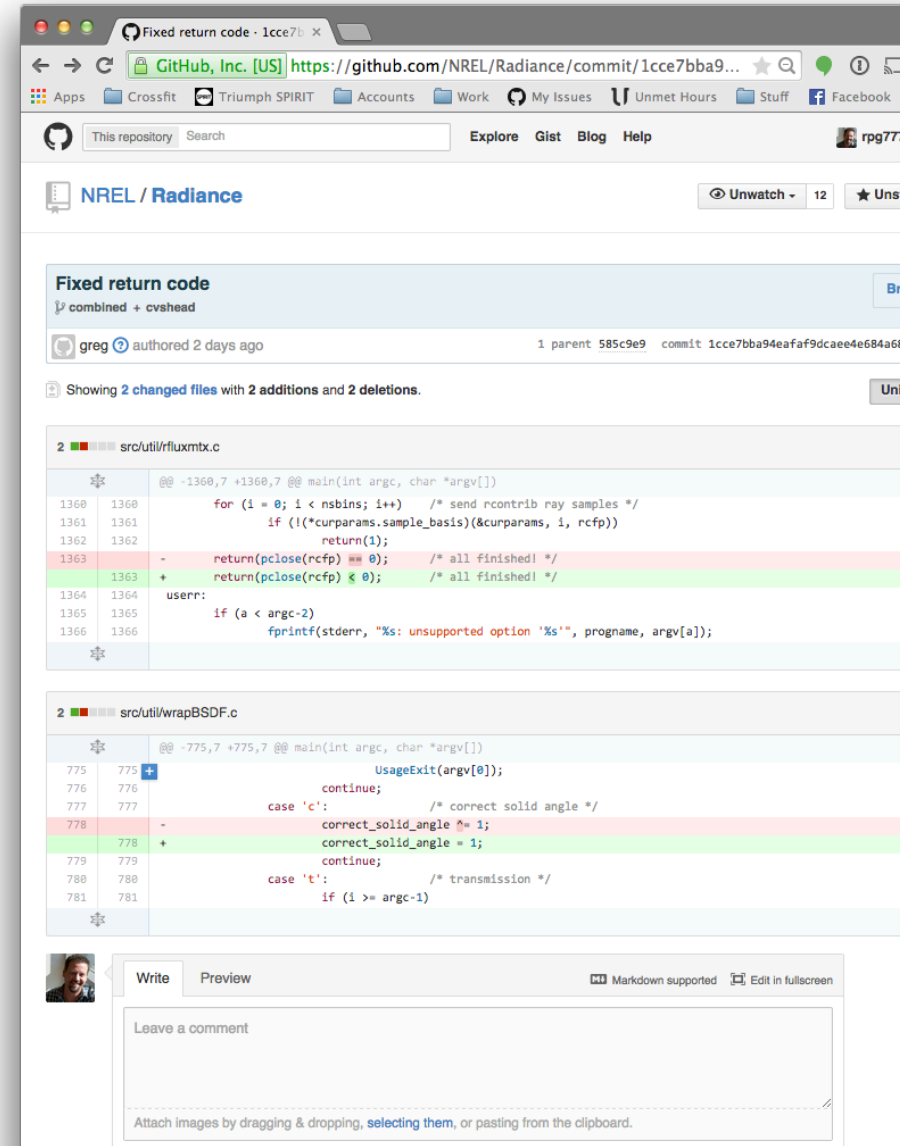 Fixed return code · 1cce7b ×
GitHub, Inc. [US] https://github.com/NREL/Radiance/commit/1cce7bba9...
Apps Crossfit Triumph SPIRIT Accounts Work My Issues Unmet Hours Stuff Facebook
This repository Search Explore Gist Blog Help rpg777
NREL / Radiance Unwatch 12 Uns
Fixed return code
Br
combined + cvshead
greg ? authored 2 days ago 1 parent 585c9e9 commit 1cce7bba94eafaf9dcaee4e684a68
Showing 2 changed files with 2 additions and 2 deletions. Uni
2 src/util/rfluxmtx.c
@@ -1360,7 +1360,7 @@ main(int argc, char *argv[])
1360 1360 for (i = 0; i < nsbins; i++) /* send rcontrib ray samples */
1361 1361 if (!(*curparams.sample_basis)(&curparams, i, rcfp))
1362 1362 return(1);
1363 - return(pclose(rcfp) == 0); /* all finished! */
1363 + return(pclose(rcfp) < 0); /* all finished! */
1364 1364 userr:
1365 1365 if (a < argc-2)
1366 1366 fprintf(stderr, "%s: unsupported option '%s'", progname, argv[a]);
2 src/util/wrapBSDF.c
@@ -775,7 +775,7 @@ main(int argc, char *argv[])
775 775 + UsageExit(argv[0]);
776 776 continue;
777 777 case 'c': /* correct solid angle */
778 - correct_solid_angle ^= 1;
778 + correct_solid_angle = 1;
779 779 continue;
780 780 case 't': /* transmission */
781 781 if (i >= argc-1)
Write Preview Markdown supported Edit in fullscreen
Leave a comment
Attach images by dragging & dropping, selecting them, or pasting from the clipboard.